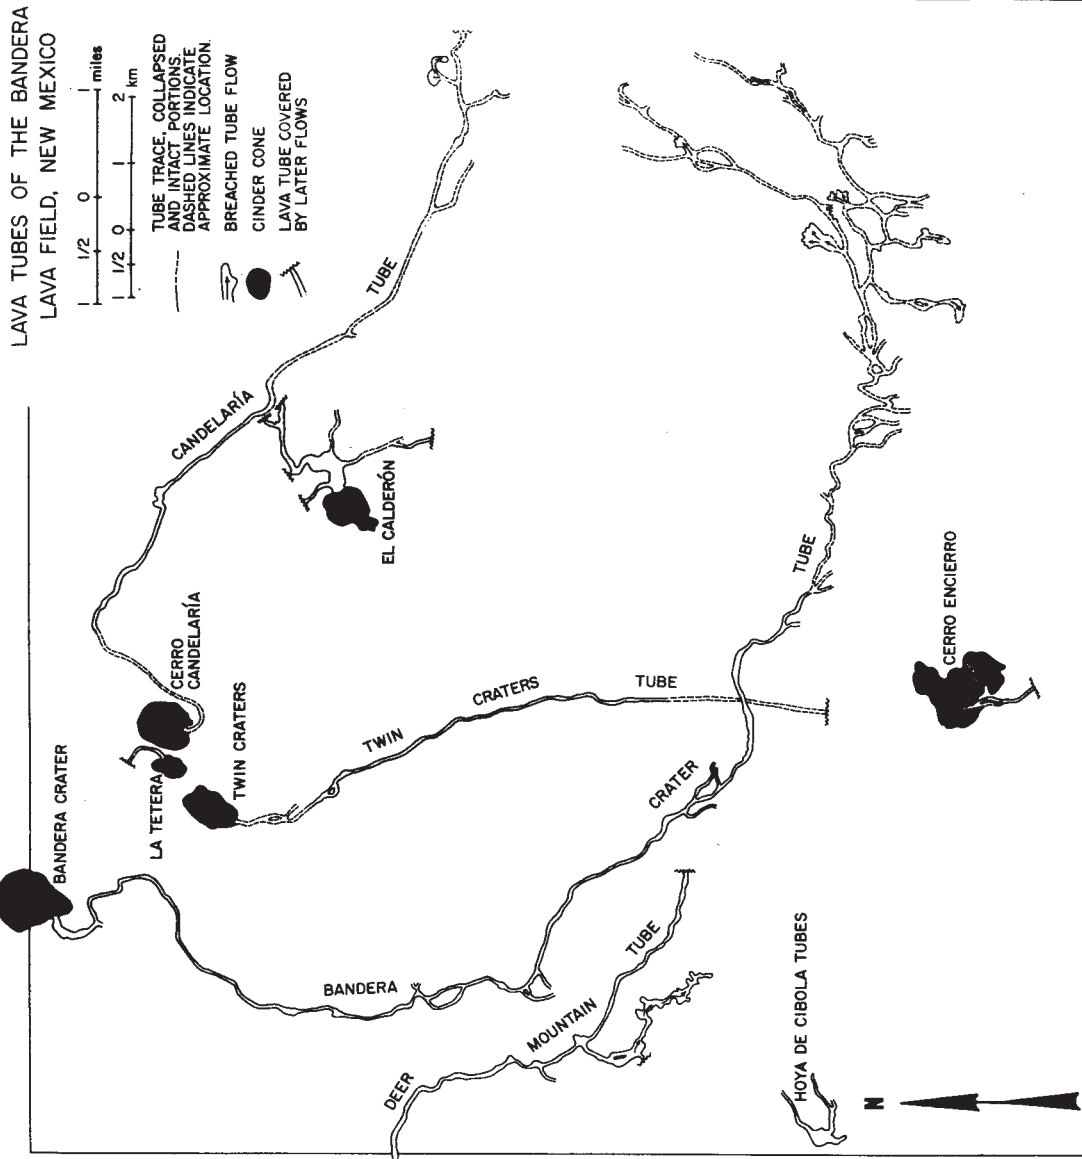 LAVA TUBES OF THE BANDERA
LAVA FIELD, NEW MEXICO
1 1/2 0 1 miles
1 1/2 0 1 2 km
TUBE TRACE, COLLAPSED
AND INTACT PORTIONS.
DASHED LINES INDICATE
APPROXIMATE LOCATION.
BREACHED TUBE FLOW
CINDER CONE
LAVA TUBE COVERED
BY LATER FLOWS
BANDERA CRATER
LA TETERA
TWIN CRATERS
CERRO
CANDELARÍA
CANDELARÍA
TUBE
EL CALDERÓN
TWIN
CRATERS
TUBE
BANDERA
CRATER
TUBE
DEER
MOUNTAIN
TUBE
CERRO ENCIERRO
HOYA DE CIBOLA TUBES
N